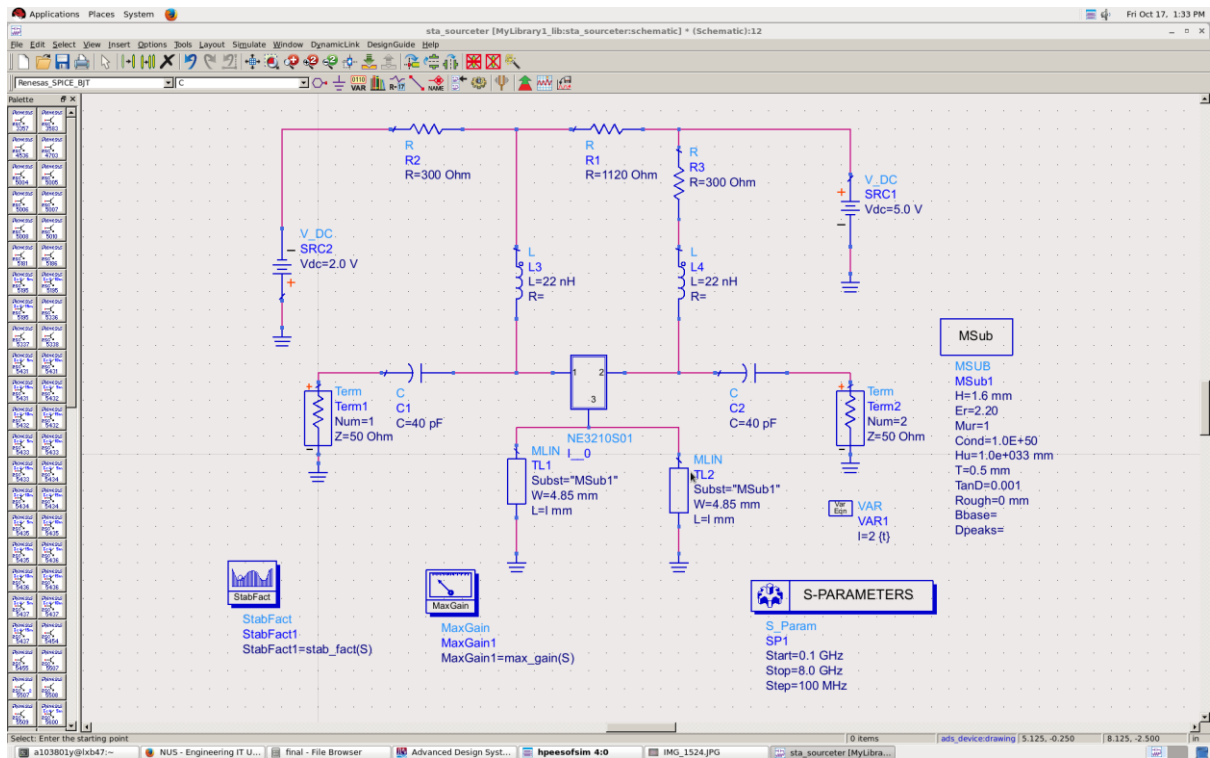 Applications Places System
Fri Oct 17, 1:33 PM
sta_sourceter [MyLibrary1_lib:sta_sourceter:schematic] * (Schematic):12
File Edit Select View Insert Options Tools Layout Simulate Window DynamicLink DesignGuide Help
VAR
NAME
Renesas_SPICE_BJT
C
Palette
R
R2
R=300 Ohm
R
R1
R=1120 Ohm
R
R3
R=300 Ohm
V_DC
SRC1
Vdc=5.0 V
V_DC
SRC2
Vdc=2.0 V
L
L3
L=22 nH
R=
L
L4
L=22 nH
R=
MSub
MSUB
MSub1
H=1.6 mm
Er=2.20
Mur=1
Cond=1.0E+50
Hu=1.0e+033 mm
T=0.5 mm
TanD=0.001
Rough=0 mm
Bbase=
Dpeaks=
1 2
3
Term
Term1
Num=1
Z=50 Ohm
C
C1
C=40 pF
C
C2
C=40 pF
Term
Term2
Num=2
Z=50 Ohm
NE3210S01
I__0
MLIN
TL1
Subst="MSub1"
W=4.85 mm
L=l mm
MLIN
TL2
Subst="MSub1"
W=4.85 mm
L=l mm
Var
Eqn
VAR
VAR1
l=2 {t}
StabFact
StabFact
StabFact1
StabFact1=stab_fact(S)
MaxGain
MaxGain
MaxGain1
MaxGain1=max_gain(S)
S-PARAMETERS
S_Param
SP1
Start=0.1 GHz
Stop=8.0 GHz
Step=100 MHz
Select: Enter the starting point
0 items
ads_device:drawing
5.125, -0.250
8.125, -2.500
in
a103801y@lxb47:~
NUS - Engineering IT U...
final - File Browser
Advanced Design Syst...
hpeesofsim 4:0
IMG_1524.JPG
sta_sourceter [MyLibra...